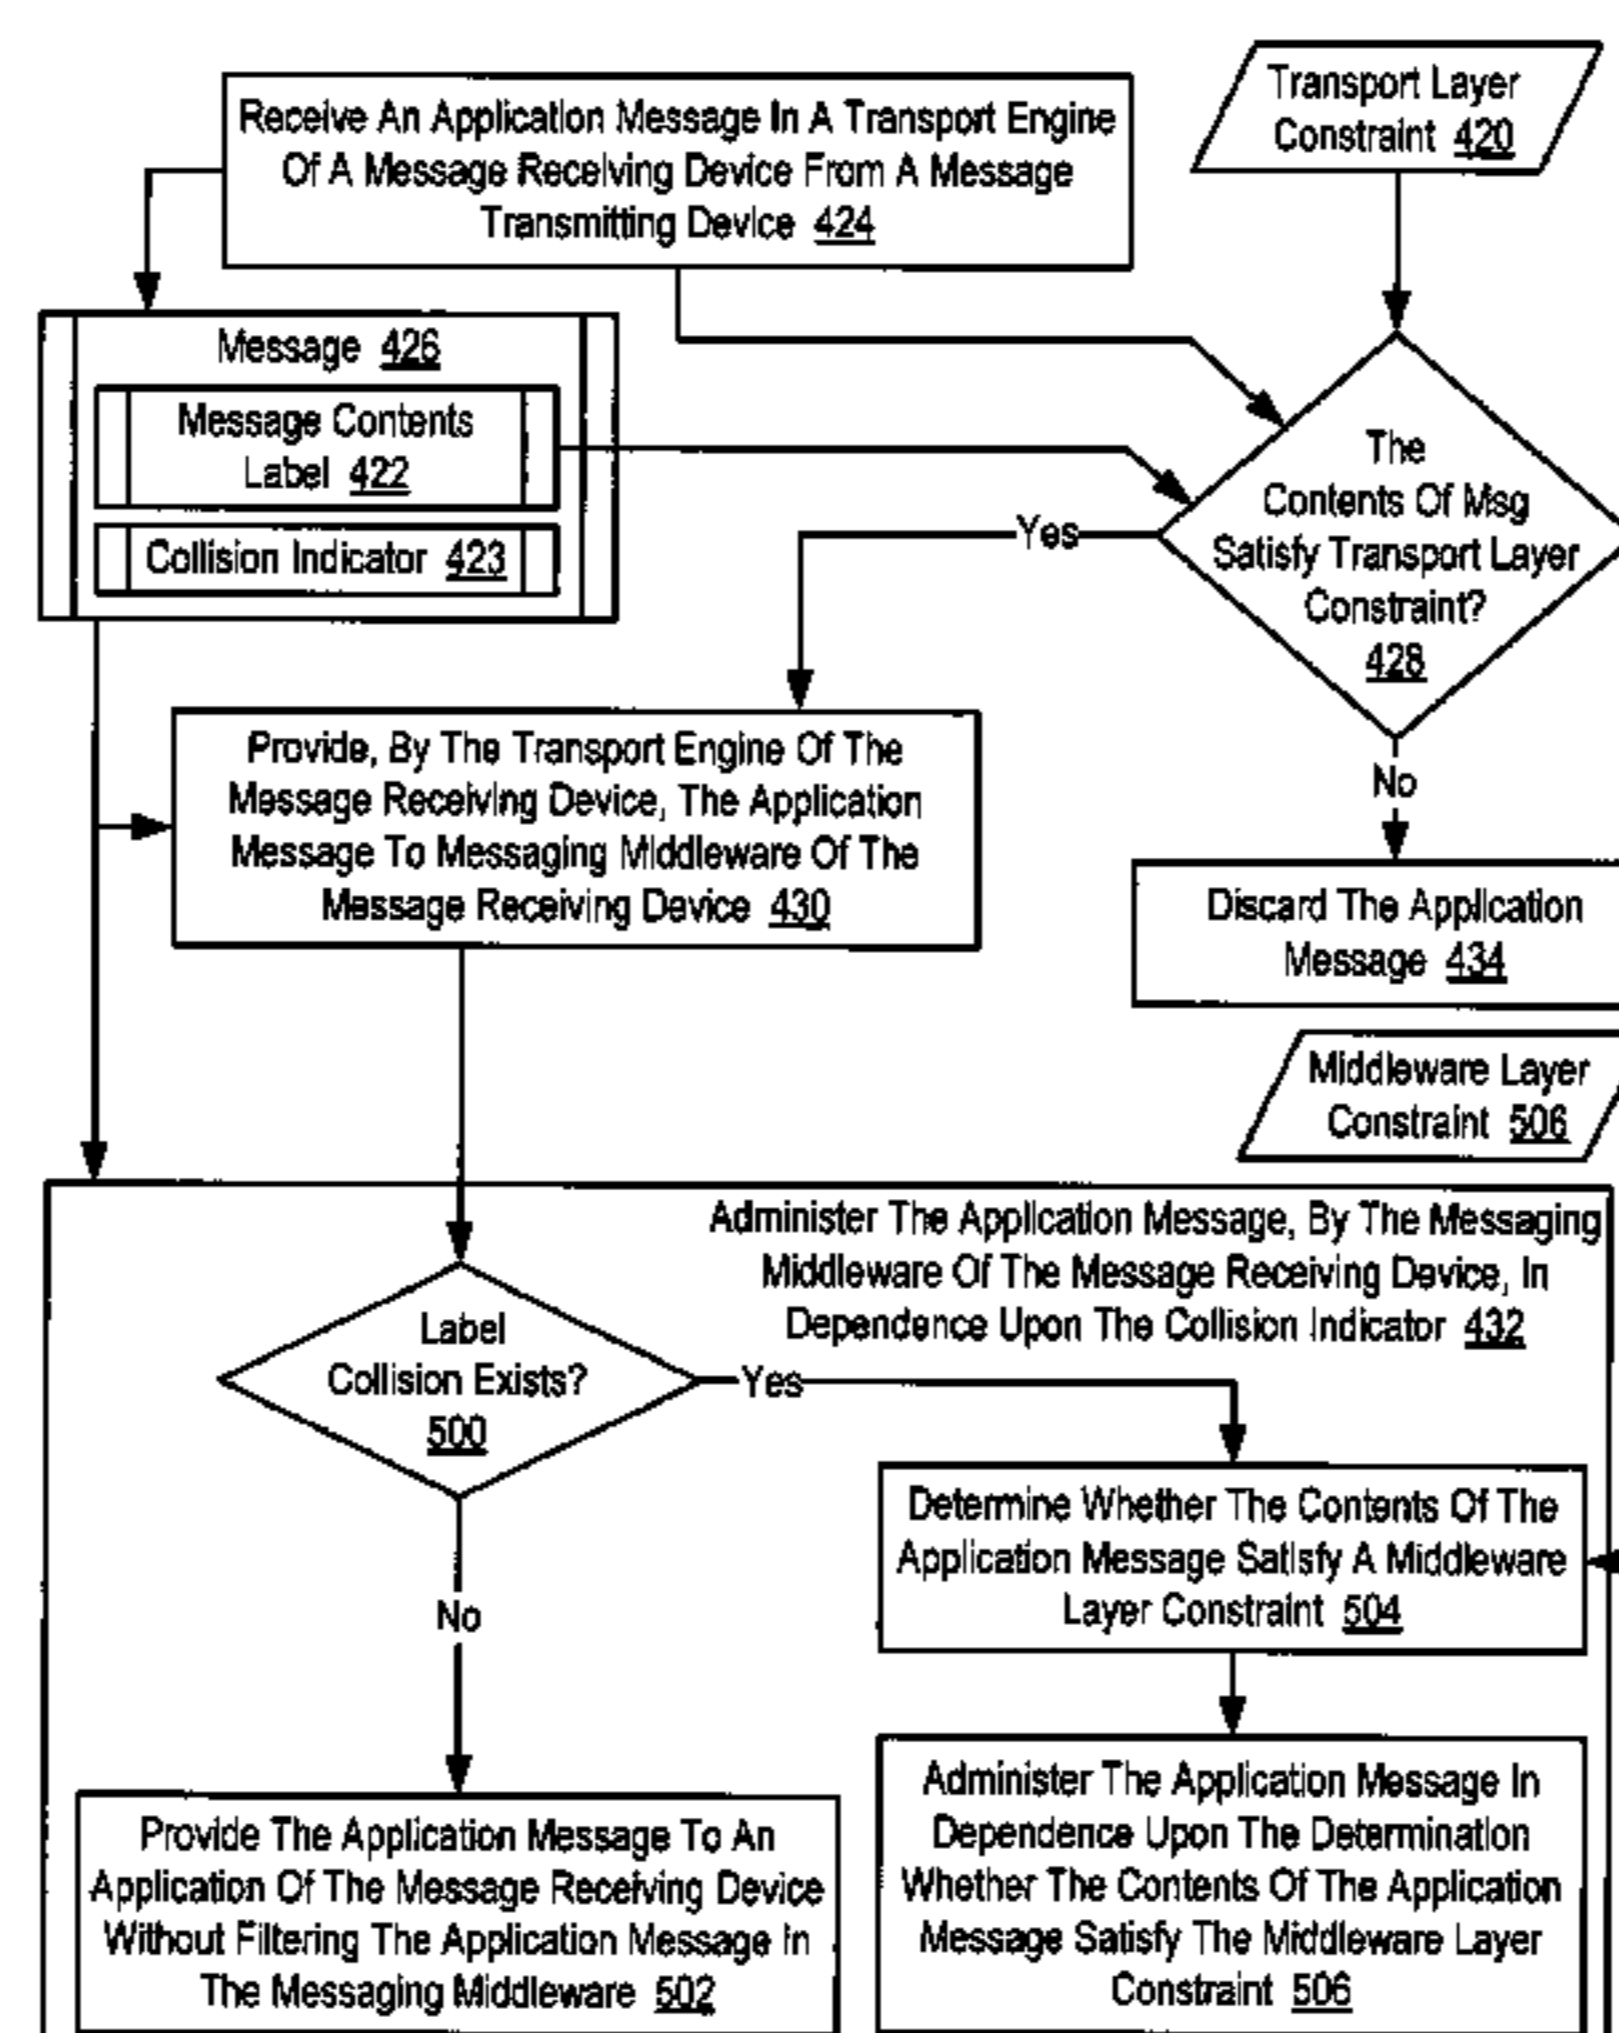 Receive An Application Message In A Transport Engine
Of A Message Receiving Device From A Message
Transmitting Device 424
Transport Layer
Constraint 420
Message 426
Message Contents
Label 422
Collision Indicator 423
The
Contents Of Msg
Satisfy Transport Layer
Constraint?
428
Yes
No
Provide, By The Transport Engine Of The
Message Receiving Device, The Application
Message To Messaging Middleware Of The
Message Receiving Device 430
Discard The Application
Message 434
Middleware Layer
Constraint 506
Administer The Application Message, By The Messaging
Middleware Of The Message Receiving Device, In
Dependence Upon The Collision Indicator 432
Label
Collision Exists?
500
Yes
No
Determine Whether The Contents Of The
Application Message Satisfy A Middleware
Layer Constraint 504
Provide The Application Message To An
Application Of The Message Receiving Device
Without Filtering The Application Message In
The Messaging Middleware 502
Administer The Application Message In
Dependence Upon The Determination
Whether The Contents Of The Application
Message Satisfy The Middleware Layer
Constraint 506